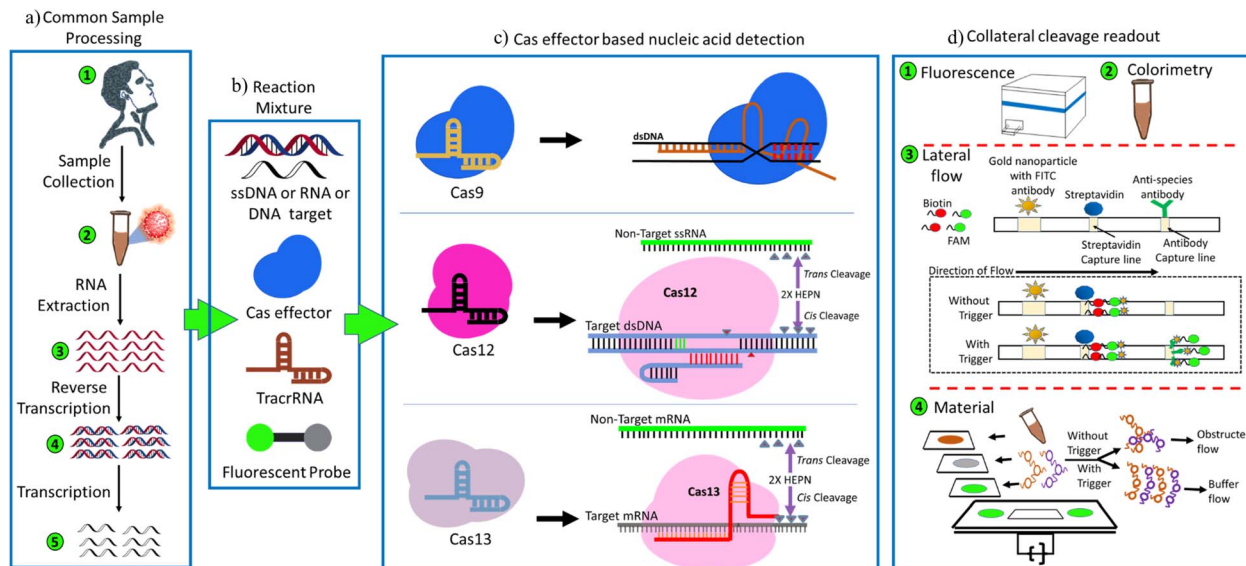 a) Common Sample
Processing
1
Sample
Collection
2
RNA
Extraction
3
Reverse
Transcription
4
Transcription
5
b) Reaction
Mixture
ssDNA or RNA or
DNA target
Cas effector
TracrRNA
Fluorescent Probe
c) Cas effector based nucleic acid detection
Cas9
dsDNA
Cas12
Non-Target ssRNA
Trans Cleavage
2X HEPN
Cis Cleavage
Cas12
Target dsDNA
Cas13
Non-Target mRNA
Trans Cleavage
2X HEPN
Cis Cleavage
Cas13
Target mRNA
d) Collateral cleavage readout
1 Fluorescence
2 Colorimetry
3 Lateral
flow
Gold nanoparticle
with FITC
antibody
Streptavidin
Anti-species
antibody
Biotin
FAM
Streptavidin
Capture line
Antibody
Capture line
Direction of Flow
Without
Trigger
With
Trigger
4 Material
Without
Trigger
With
Trigger
Obstructe
flow
Buffer
flow